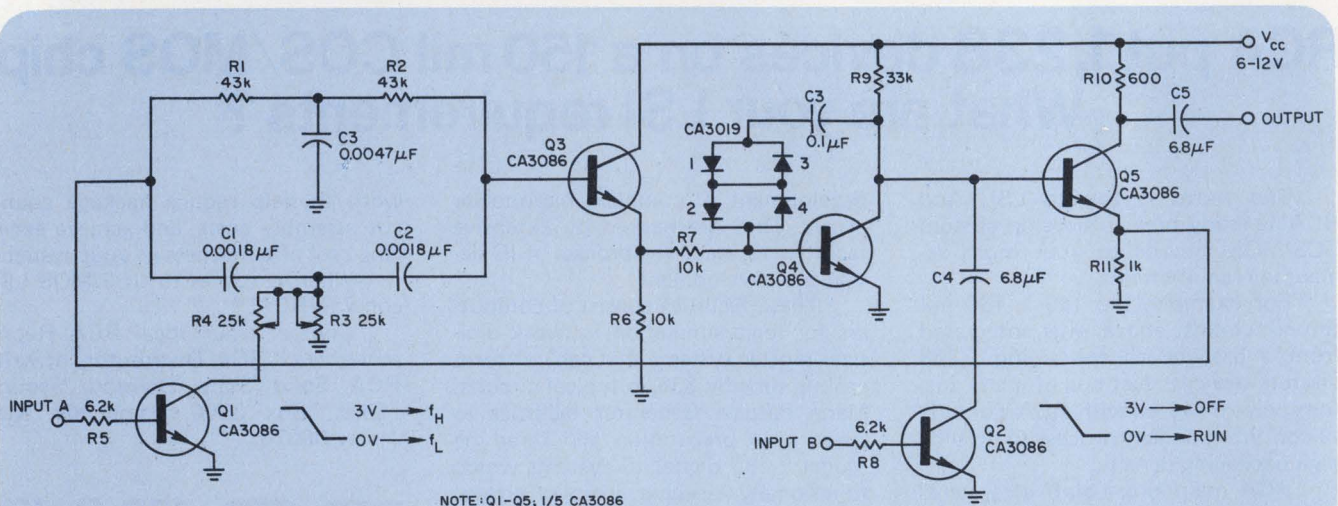 V_CC
6-12V
R1
43k
R2
43k
C3
0.0047µF
C1
0.0018µF
C2
0.0018µF
R4 25k
R3 25k
INPUT A
6.2k
R5
Q1
CA3086
3V → f_H
0V → f_L
Q3
CA3086
R6
10k
R7
10k
CA3019
1
2
3
4
C3
0.1µF
R9
33k
Q4
CA3086
C4
6.8µF
INPUT B
6.2k
R8
Q2
CA3086
3V → OFF
0V → RUN
R10
600
C5
6.8µF
OUTPUT
Q5
CA3086
R11
1k
NOTE: Q1-Q5; 1/5 CA3086